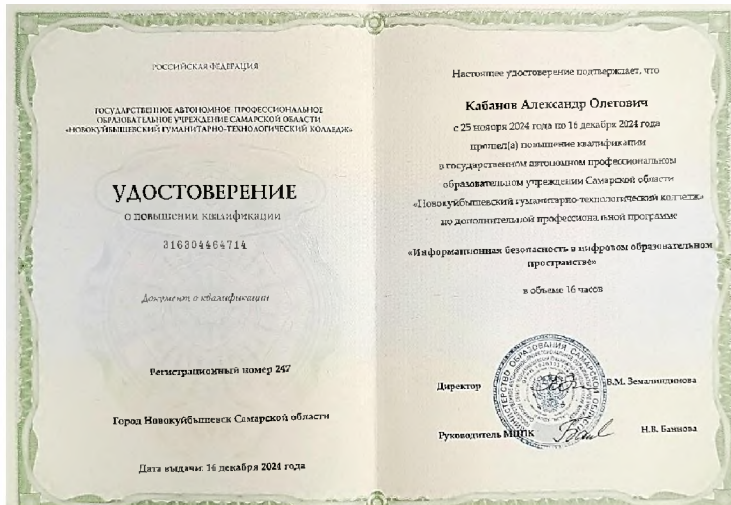 РОССИЙСКАЯ ФЕДЕРАЦИЯ
ГОСУДАРСТВЕННОЕ АВТОНОМНОЕ ПРОФЕССИОНАЛЬНОЕ
ОБРАЗОВАТЕЛЬНОЕ УЧРЕЖДЕНИЕ САМАРСКОЙ ОБЛАСТИ
«НОВОКУЙБЫШЕВСКИЙ ГУМАНИТАРНО-ТЕХНОЛОГИЧЕСКИЙ КОЛЛЕДЖ»
УДОСТОВЕРЕНИЕ
о повышении квалификации
316304464714
Документ о квалификации
Регистрационный номер 247
Город Новокуйбышевск Самарской области
Дата выдачи: 16 декабря 2024 года
Настоящее удостоверение подтверждает, что
Кабанов Александр Олегович
с 25 ноября 2024 года по 16 декабря 2024 года
прошел(а) повышение квалификации
в государственном автономном профессиональном
образовательном учреждении Самарской области
«Новокуйбышевский гуманитарно-технологический колледж»
по дополнительной профессиональной программе
«Информационная безопасность в цифровом образовательном
пространстве»
в объеме 16 часов
МИНИСТЕРСТВО ОБРАЗОВАНИЯ САМАРСКОЙ
Директор
В.М. Земалиндинова
Руководитель МЦПК
Н.В. Баннова